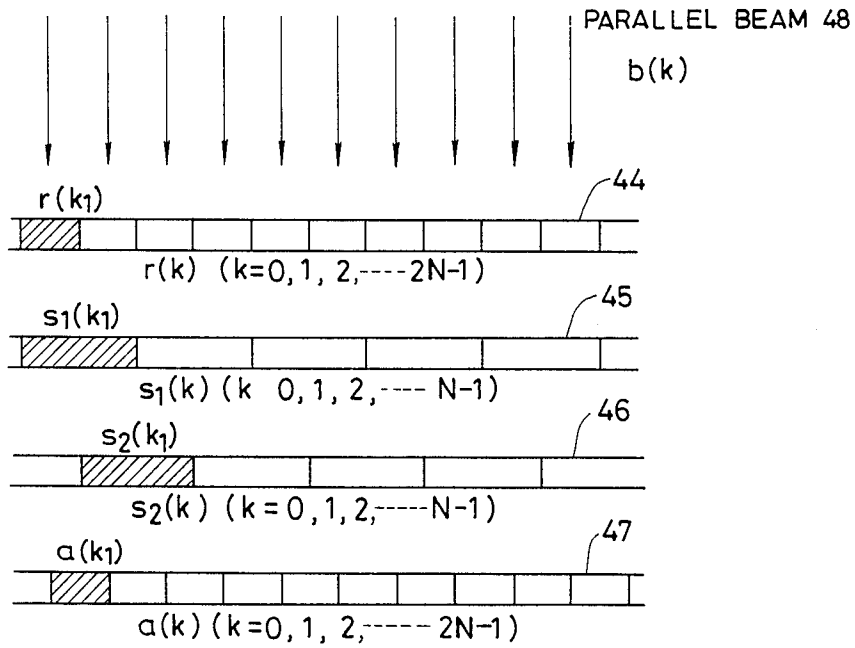 PARALLEL BEAM 48
b(k)
44
r(k1)
r(k) (k=0,1,2,----2N-1)
45
s1(k1)
s1(k) (k 0,1,2,---- N-1)
46
s2(k1)
s2(k) (k=0,1,2,-----N-1)
47
a(k1)
a(k) (k=0,1,2,----- 2N-1)